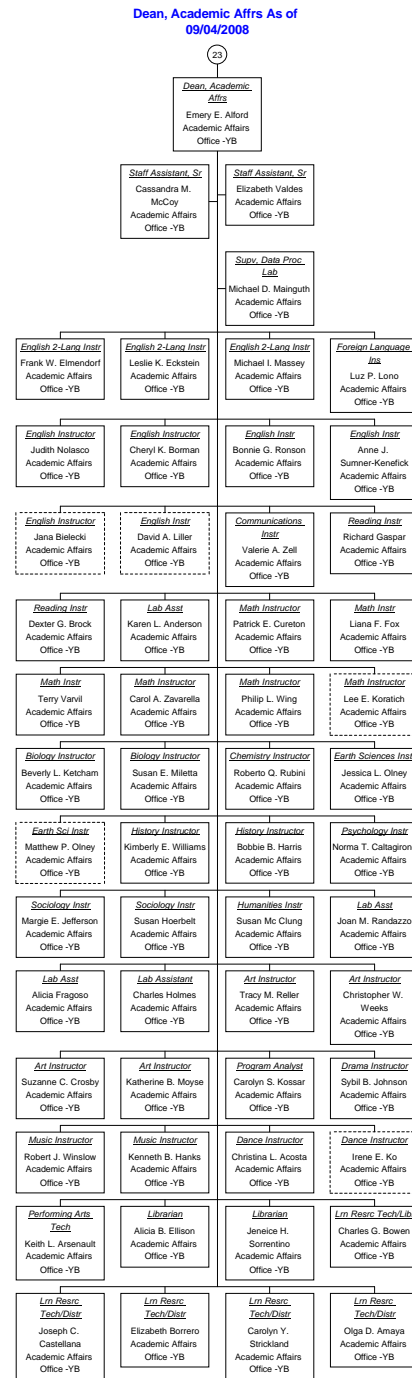 Dean, Academic Affrs As of
09/04/2008
23
Dean, Academic
Affrs
Emery E. Alford
Academic Affairs
Office -YB
Staff Assistant, Sr
Cassandra M.
McCoy
Academic Affairs
Office -YB
Staff Assistant, Sr
Elizabeth Valdes
Academic Affairs
Office -YB
Supv, Data Proc
Lab
Michael D. Mainguth
Academic Affairs
Office -YB
English 2-Lang Instr
Frank W. Elmendorf
Academic Affairs
Office -YB
English 2-Lang Instr
Leslie K. Eckstein
Academic Affairs
Office -YB
English 2-Lang Instr
Michael I. Massey
Academic Affairs
Office -YB
Foreign Language
Ins
Luz P. Lono
Academic Affairs
Office -YB
English Instructor
Judith Nolasco
Academic Affairs
Office -YB
English Instructor
Cheryl K. Borman
Academic Affairs
Office -YB
English Instr
Bonnie G. Ronson
Academic Affairs
Office -YB
English Instr
Anne J.
Sumner-Kenefick
Academic Affairs
Office -YB
English Instructor
Jana Bielecki
Academic Affairs
Office -YB
English Instr
David A. Liller
Academic Affairs
Office -YB
Communications
Instr
Valerie A. Zell
Academic Affairs
Office -YB
Reading Instr
Richard Gaspar
Academic Affairs
Office -YB
Reading Instr
Dexter G. Brock
Academic Affairs
Office -YB
Lab Asst
Karen L. Anderson
Academic Affairs
Office -YB
Math Instructor
Patrick E. Cureton
Academic Affairs
Office -YB
Math Instr
Liana F. Fox
Academic Affairs
Office -YB
Math Instr
Terry Varvil
Academic Affairs
Office -YB
Math Instructor
Carol A. Zavarella
Academic Affairs
Office -YB
Math Instructor
Philip L. Wing
Academic Affairs
Office -YB
Math Instructor
Lee E. Koratich
Academic Affairs
Office -YB
Biology Instructor
Beverly L. Ketcham
Academic Affairs
Office -YB
Biology Instructor
Susan E. Miletta
Academic Affairs
Office -YB
Chemistry Instructor
Roberto Q. Rubini
Academic Affairs
Office -YB
Earth Sciences Inst
Jessica L. Olney
Academic Affairs
Office -YB
Earth Sci Instr
Matthew P. Olney
Academic Affairs
Office -YB
History Instructor
Kimberly E. Williams
Academic Affairs
Office -YB
History Instructor
Bobbie B. Harris
Academic Affairs
Office -YB
Psychology Instr
Norma T. Caltagiron
Academic Affairs
Office -YB
Sociology Instr
Margie E. Jefferson
Academic Affairs
Office -YB
Sociology Instr
Susan Hoerbelt
Academic Affairs
Office -YB
Humanities Instr
Susan Mc Clung
Academic Affairs
Office -YB
Lab Asst
Joan M. Randazzo
Academic Affairs
Office -YB
Lab Asst
Alicia Fragoso
Academic Affairs
Office -YB
Lab Assistant
Charles Holmes
Academic Affairs
Office -YB
Art Instructor
Tracy M. Reller
Academic Affairs
Office -YB
Art Instructor
Christopher W.
Weeks
Academic Affairs
Office -YB
Art Instructor
Suzanne C. Crosby
Academic Affairs
Office -YB
Art Instructor
Katherine B. Moyse
Academic Affairs
Office -YB
Program Analyst
Carolyn S. Kossar
Academic Affairs
Office -YB
Drama Instructor
Sybil B. Johnson
Academic Affairs
Office -YB
Music Instructor
Robert J. Winslow
Academic Affairs
Office -YB
Music Instructor
Kenneth B. Hanks
Academic Affairs
Office -YB
Dance Instructor
Christina L. Acosta
Academic Affairs
Office -YB
Dance Instructor
Irene E. Ko
Academic Affairs
Office -YB
Performing Arts
Tech
Keith L. Arsenault
Academic Affairs
Office -YB
Librarian
Alicia B. Ellison
Academic Affairs
Office -YB
Librarian
Jeneice H.
Sorrentino
Academic Affairs
Office -YB
Lrn Resrc Tech/Lib
Charles G. Bowen
Academic Affairs
Office -YB
Lrn Resrc
Tech/Distr
Joseph C.
Castellana
Academic Affairs
Office -YB
Lrn Resrc
Tech/Distr
Elizabeth Borrero
Academic Affairs
Office -YB
Lrn Resrc
Tech/Distr
Carolyn Y.
Strickland
Academic Affairs
Office -YB
Lrn Resrc
Tech/Distr
Olga D. Amaya
Academic Affairs
Office -YB